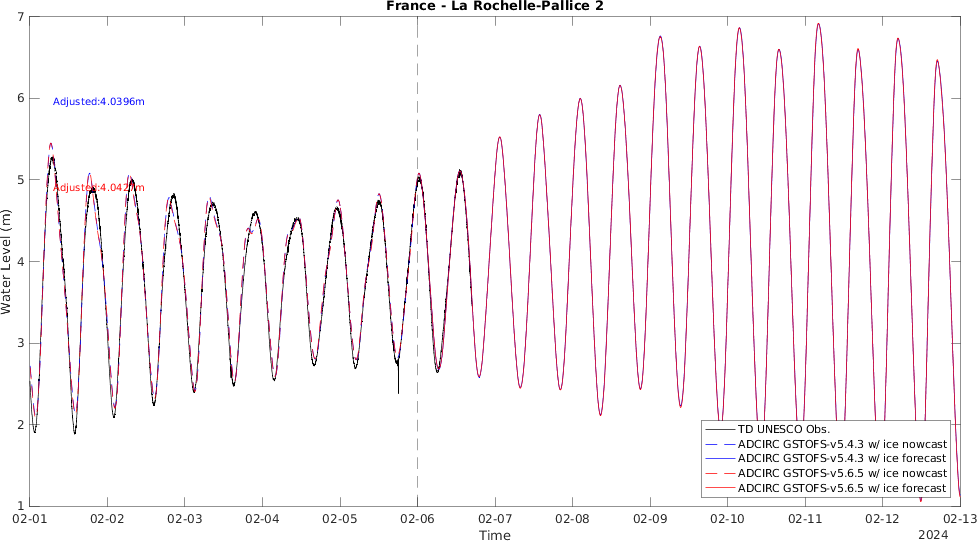 France - La Rochelle-Pallice 2
7
6
5
4
3
2
1
Water Level (m)
Adjusted:4.0396m
Adjusted:4.042
TD UNESCO Obs.
ADCIRC GSTOFS-v5.4.3 w/ ice nowcast
ADCIRC GSTOFS-v5.4.3 w/ ice forecast
ADCIRC GSTOFS-v5.6.5 w/ ice nowcast
ADCIRC GSTOFS-v5.6.5 w/ ice forecast
02-01 02-02 02-03 02-04 02-05 02-06 02-07 02-08 02-09 02-10 02-11 02-12 02-13
Time
2024